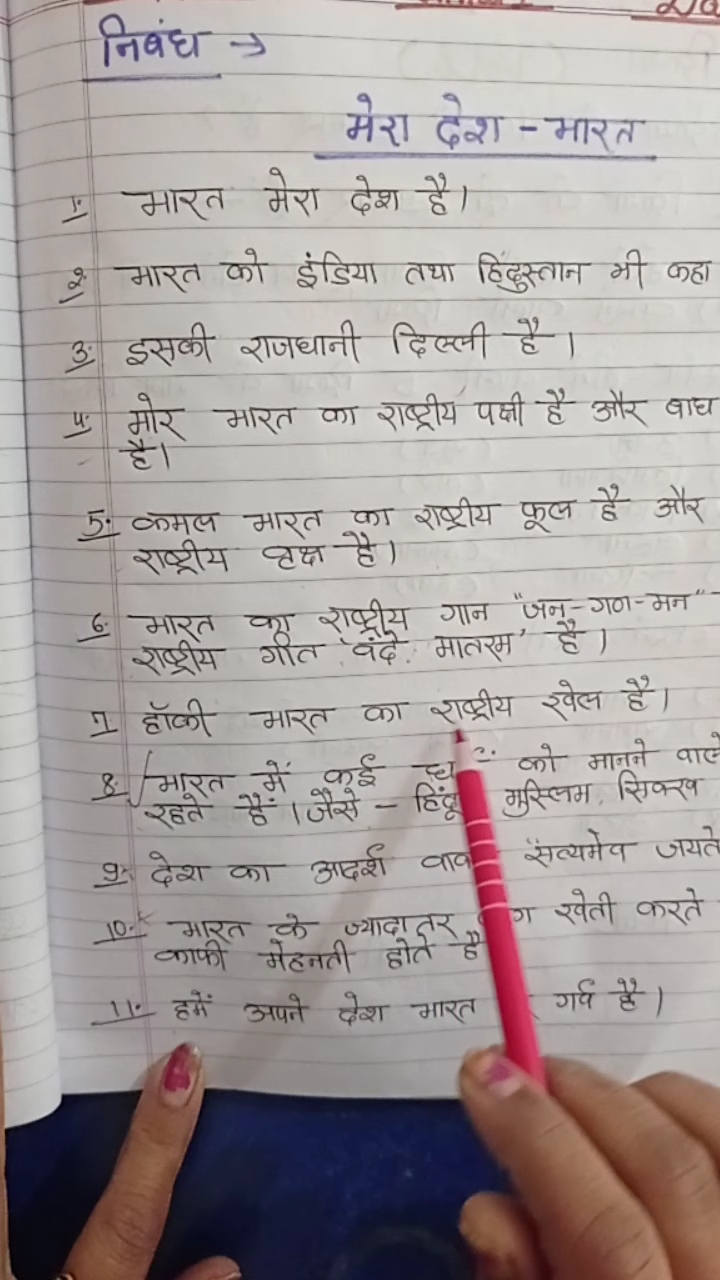 निबंध →
मेरा देश - भारत
1. भारत मेरा देश है।
2. भारत को इंडिया तथा हिंदुस्तान भी कहा
3. इसकी राजधानी दिल्ली है।
4. मोर भारत का राष्ट्रीय पक्षी है और बाघ
है।
5. कमल भारत का राष्ट्रीय फूल है और
राष्ट्रीय वृक्ष है।
6. भारत का राष्ट्रीय गान "जन-गण-मन"
राष्ट्रीय गीत 'वंदे मातरम' है।
7. हॉकी भारत का राष्ट्रीय खेल है।
8. भारत में कई को मानने वाले
रहते हैं। जैसे - हिंदू मुस्लिम, सिक्ख
9. देश का आदर्श सत्यमेव जयते
10. भारत के ज्यादातर खेती करते
काफी मेहनती होते है
11. हमें अपने देश भारत गर्व है।